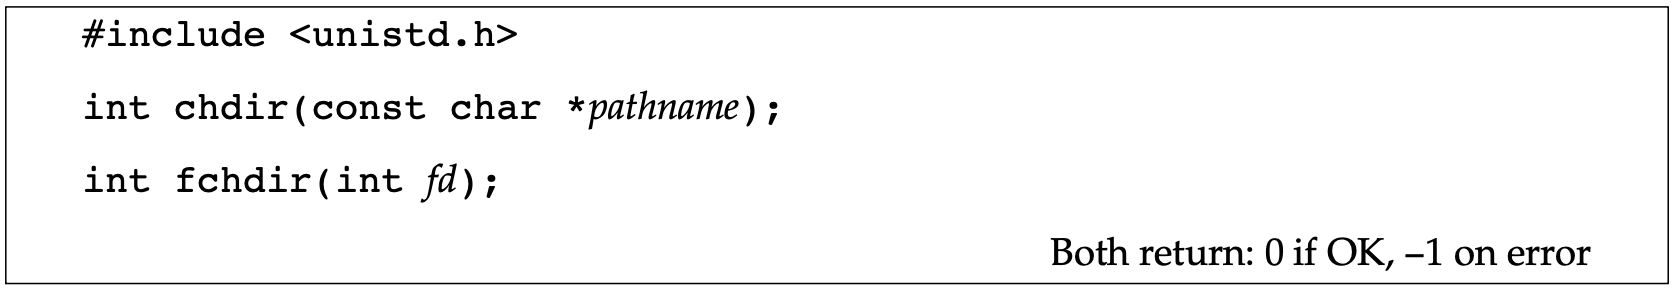 #include <unistd.h>
int chdir(const char *pathname);
int fchdir(int fd);
Both return: 0 if OK, –1 on error